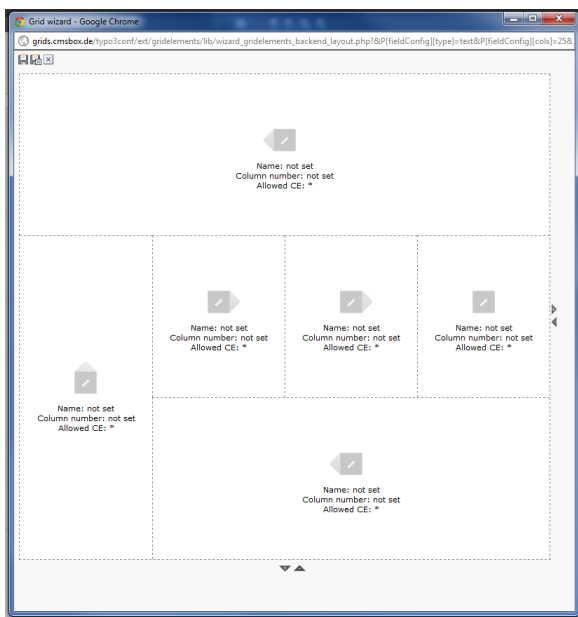 Grid wizard - Google Chrome
grids.cmsbox.de/typo3conf/ext/gridelements/lib/wizard_gridelements_backend_layout.php?&P[fieldConfig][type]=text&P[fieldConfig][cols]=25&
Name: not set
Column number: not set
Allowed CE: *
Name: not set
Column number: not set
Allowed CE: *
Name: not set
Column number: not set
Allowed CE: *
Name: not set
Column number: not set
Allowed CE: *
Name: not set
Column number: not set
Allowed CE: *
Name: not set
Column number: not set
Allowed CE: *